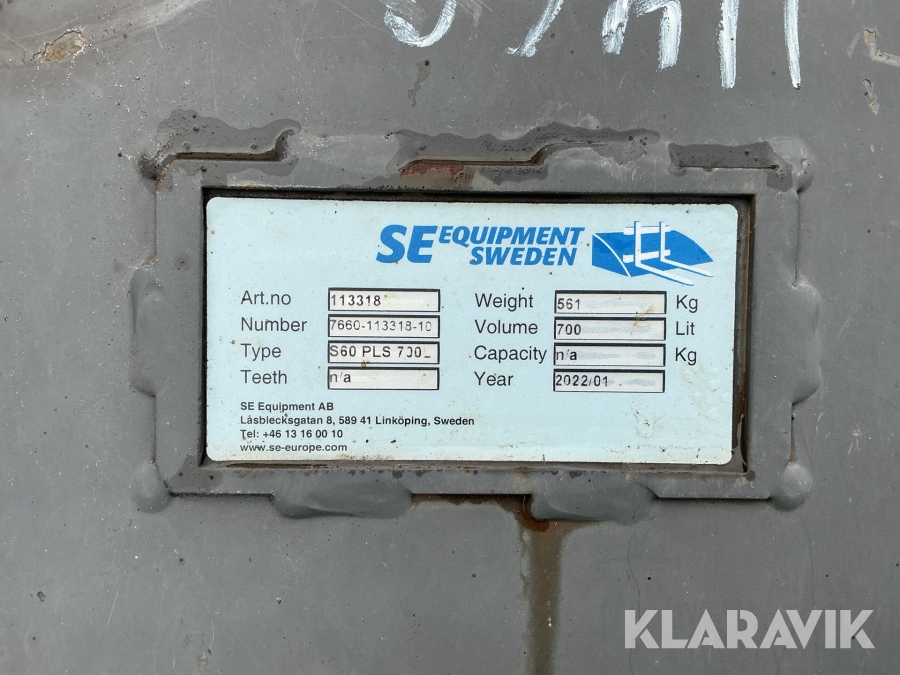 SE EQUIPMENT
SWEDEN
Art.no 113318
Number 7660-113318-10
Type S60 PLS 700L
Teeth n/a
Weight 561 Kg
Volume 700 Lit
Capacity n/a Kg
Year 2022/01
SE Equipment AB
Låsblecksgatan 8, 589 41 Linköping, Sweden
Tel: +46 13 16 00 10
www.se-europe.com
KLARAVIK